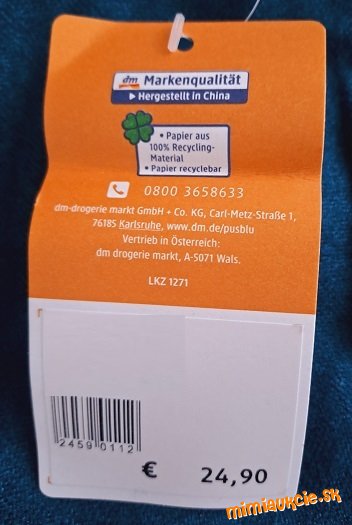 dm Markenqualität
▶ Hergestellt in China
• Papier aus
100% Recycling-
Material
• Papier recyclebar
0800 3658633
dm-drogerie markt GmbH + Co. KG, Carl-Metz-Straße 1,
76185 Karlsruhe, www.dm.de/pusblu
Vertrieb in Österreich:
dm drogerie markt, A-5071 Wals.
LKZ 1271
2459 0112
€ 24,90
mimiaukcie.sk